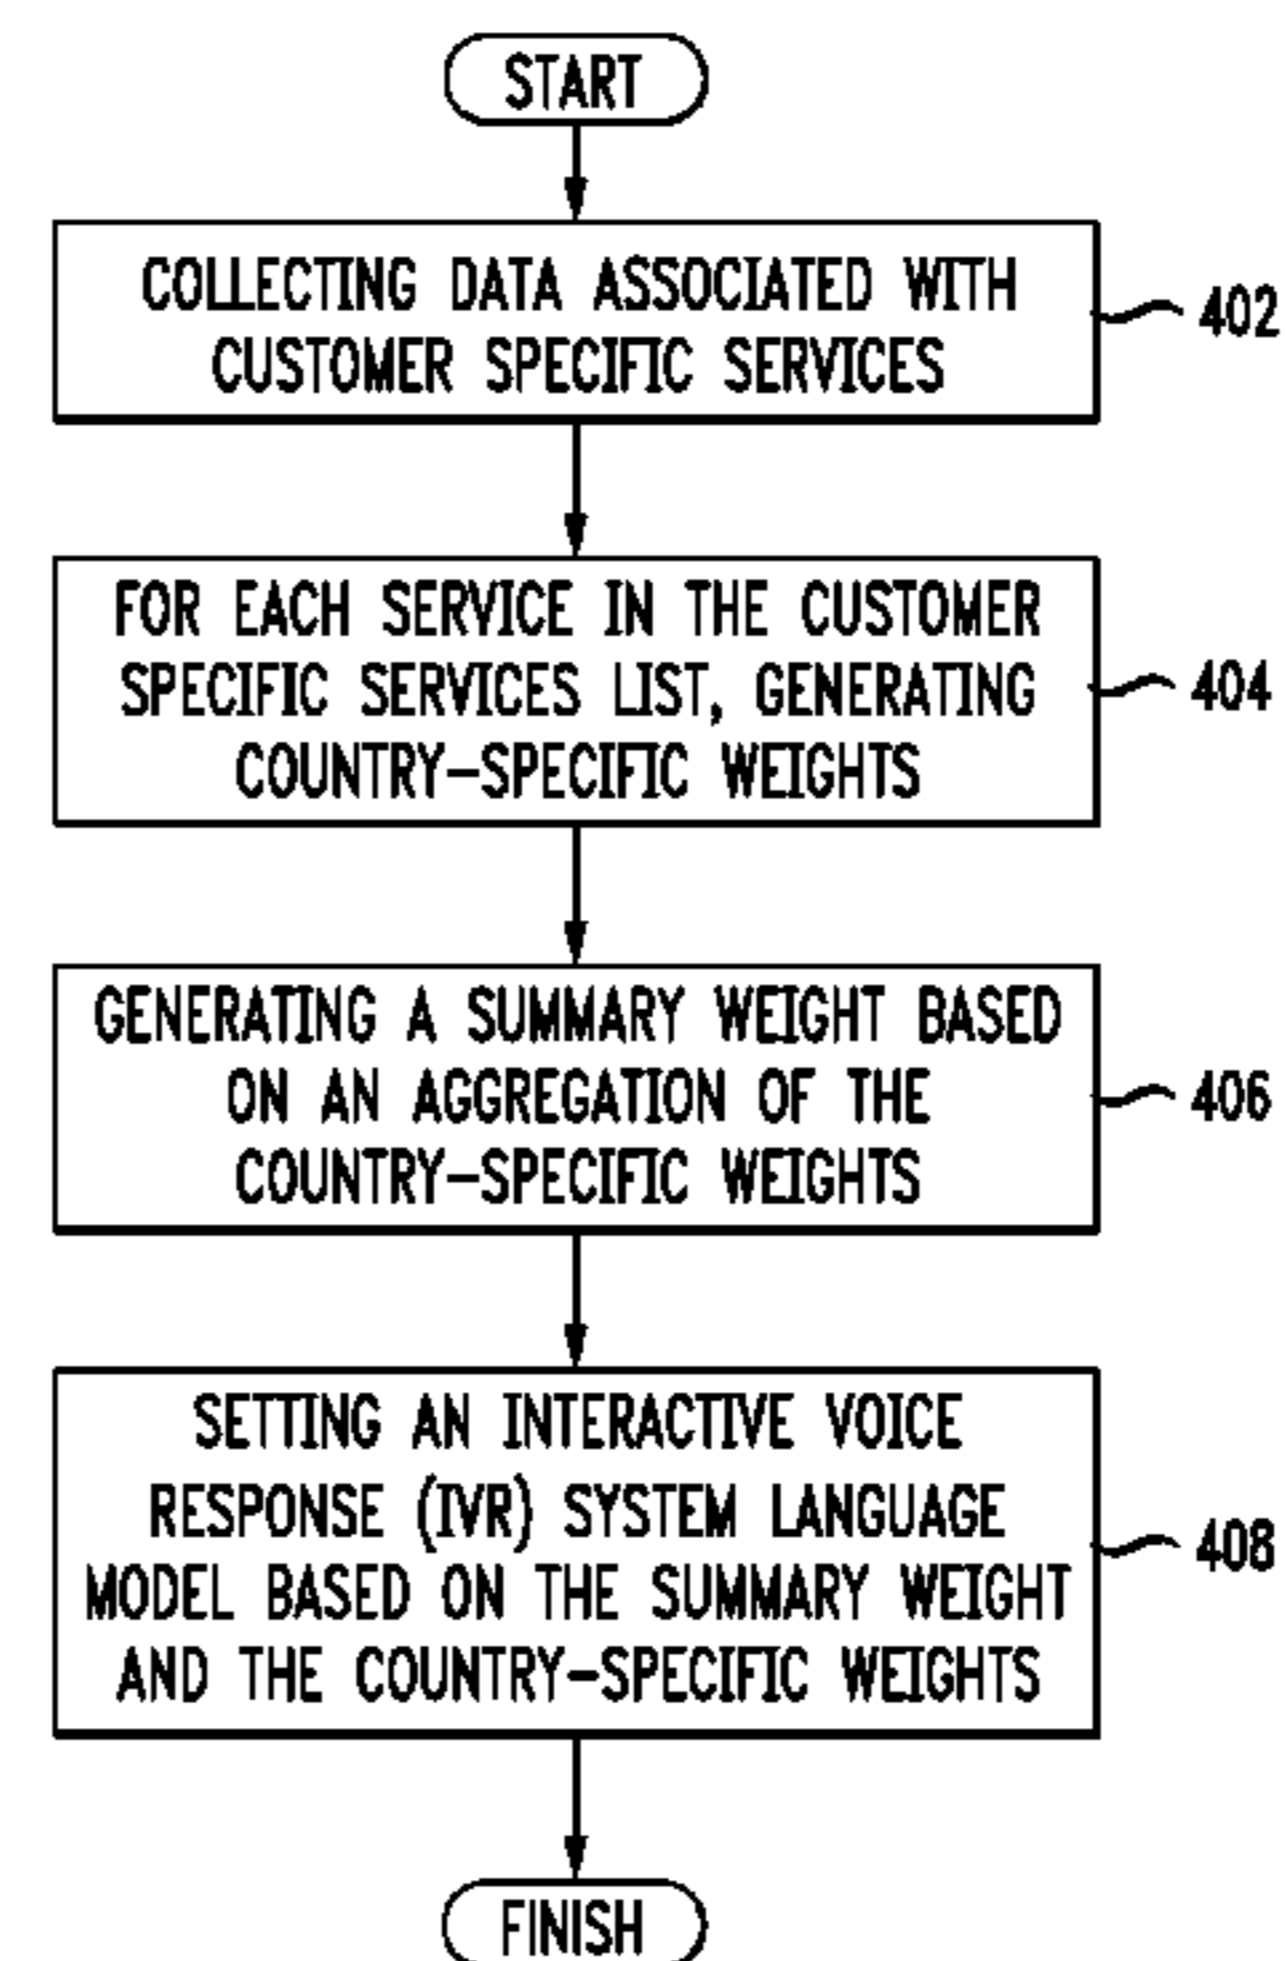 START
COLLECTING DATA ASSOCIATED WITH
CUSTOMER SPECIFIC SERVICES
402
FOR EACH SERVICE IN THE CUSTOMER
SPECIFIC SERVICES LIST, GENERATING
COUNTRY-SPECIFIC WEIGHTS
404
GENERATING A SUMMARY WEIGHT BASED
ON AN AGGREGATION OF THE
COUNTRY-SPECIFIC WEIGHTS
406
SETTING AN INTERACTIVE VOICE
RESPONSE (IVR) SYSTEM LANGUAGE
MODEL BASED ON THE SUMMARY WEIGHT
AND THE COUNTRY-SPECIFIC WEIGHTS
408
FINISH